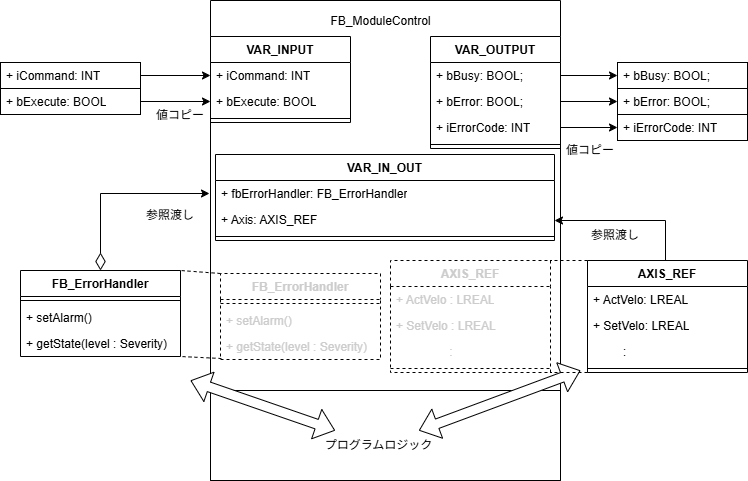 FB_ModuleControl
VAR_INPUT
+ iCommand: INT
+ bExecute: BOOL
VAR_OUTPUT
+ bBusy: BOOL;
+ bError: BOOL;
+ iErrorCode: INT
+ iCommand: INT
+ bExecute: BOOL
値コピー
+ bBusy: BOOL;
+ bError: BOOL;
+ iErrorCode: INT
値コピー
VAR_IN_OUT
+ fbErrorHandler: FB_ErrorHandler
+ Axis: AXIS_REF
参照渡し
参照渡し
FB_ErrorHandler
+ setAlarm()
+ getState(level : Severity)
FB_ErrorHandler
+ setAlarm()
+ getState(level : Severity)
AXIS_REF
+ ActVelo : LREAL
+ SetVelo : LREAL
:
AXIS_REF
+ ActVelo: LREAL
+ SetVelo: LREAL
:
プログラムロジック